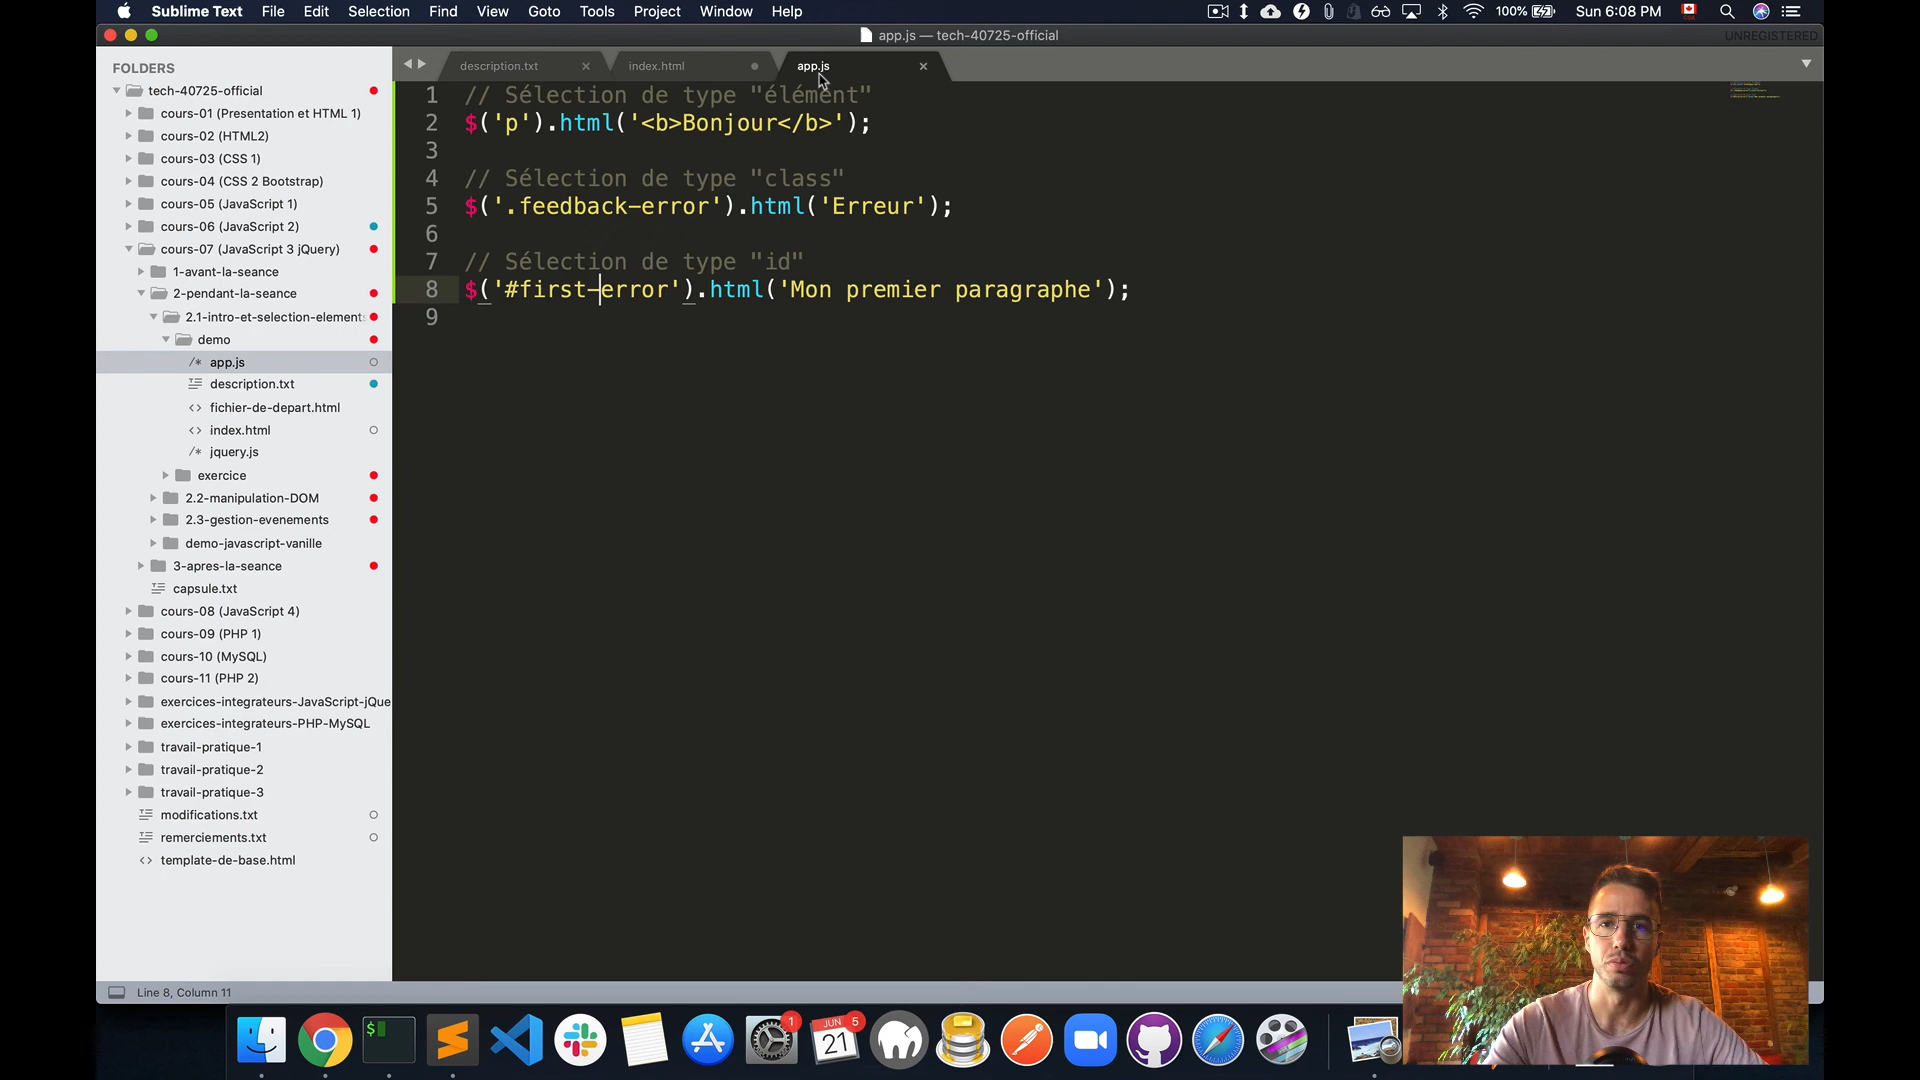 Sublime Text File Edit Selection Find View Goto Tools Project Window Help
100% Sun 6:08 PM
app.js — tech-40725-official
UNREGISTERED
FOLDERS
tech-40725-official
cours-01 (Presentation et HTML 1)
cours-02 (HTML2)
cours-03 (CSS 1)
cours-04 (CSS 2 Bootstrap)
cours-05 (JavaScript 1)
cours-06 (JavaScript 2)
cours-07 (JavaScript 3 jQuery)
1-avant-la-seance
2-pendant-la-seance
2.1-intro-et-selection-element
demo
app.js
description.txt
fichier-de-depart.html
index.html
jquery.js
exercice
2.2-manipulation-DOM
2.3-gestion-evenements
demo-javascript-vanille
3-apres-la-seance
capsule.txt
cours-08 (JavaScript 4)
cours-09 (PHP 1)
cours-10 (MySQL)
cours-11 (PHP 2)
exercices-integrateurs-JavaScript-jQue
exercices-integrateurs-PHP-MySQL
travail-pratique-1
travail-pratique-2
travail-pratique-3
modifications.txt
remerciements.txt
template-de-base.html
description.txt index.html app.js
1 // Sélection de type "élément"
2 $('p').html('<b>Bonjour</b>');
3
4 // Sélection de type "class"
5 $('.feedback-error').html('Erreur');
6
7 // Sélection de type "id"
8 $('#first-error').html('Mon premier paragraphe');
9
Line 8, Column 11
$
1
JUN 5
21